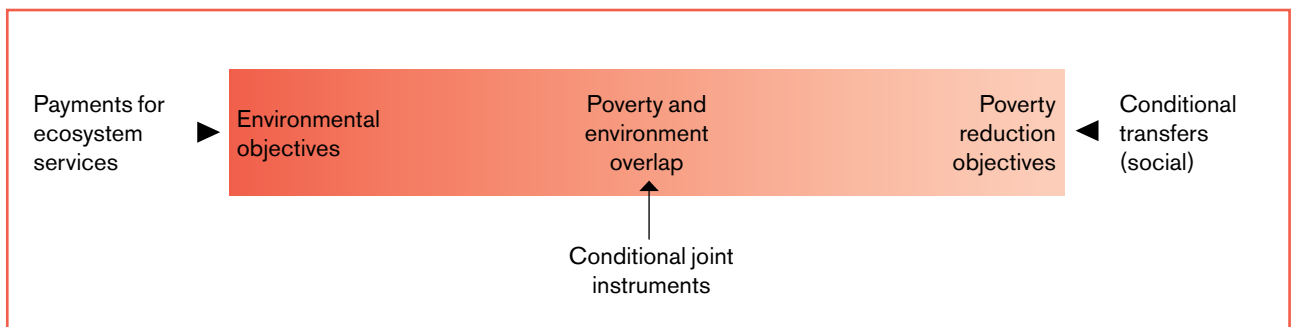 Payments for
ecosystem
services
Environmental
objectives
Poverty and
environment
overlap
Poverty
reduction
objectives
Conditional
transfers
(social)
Conditional joint
instruments